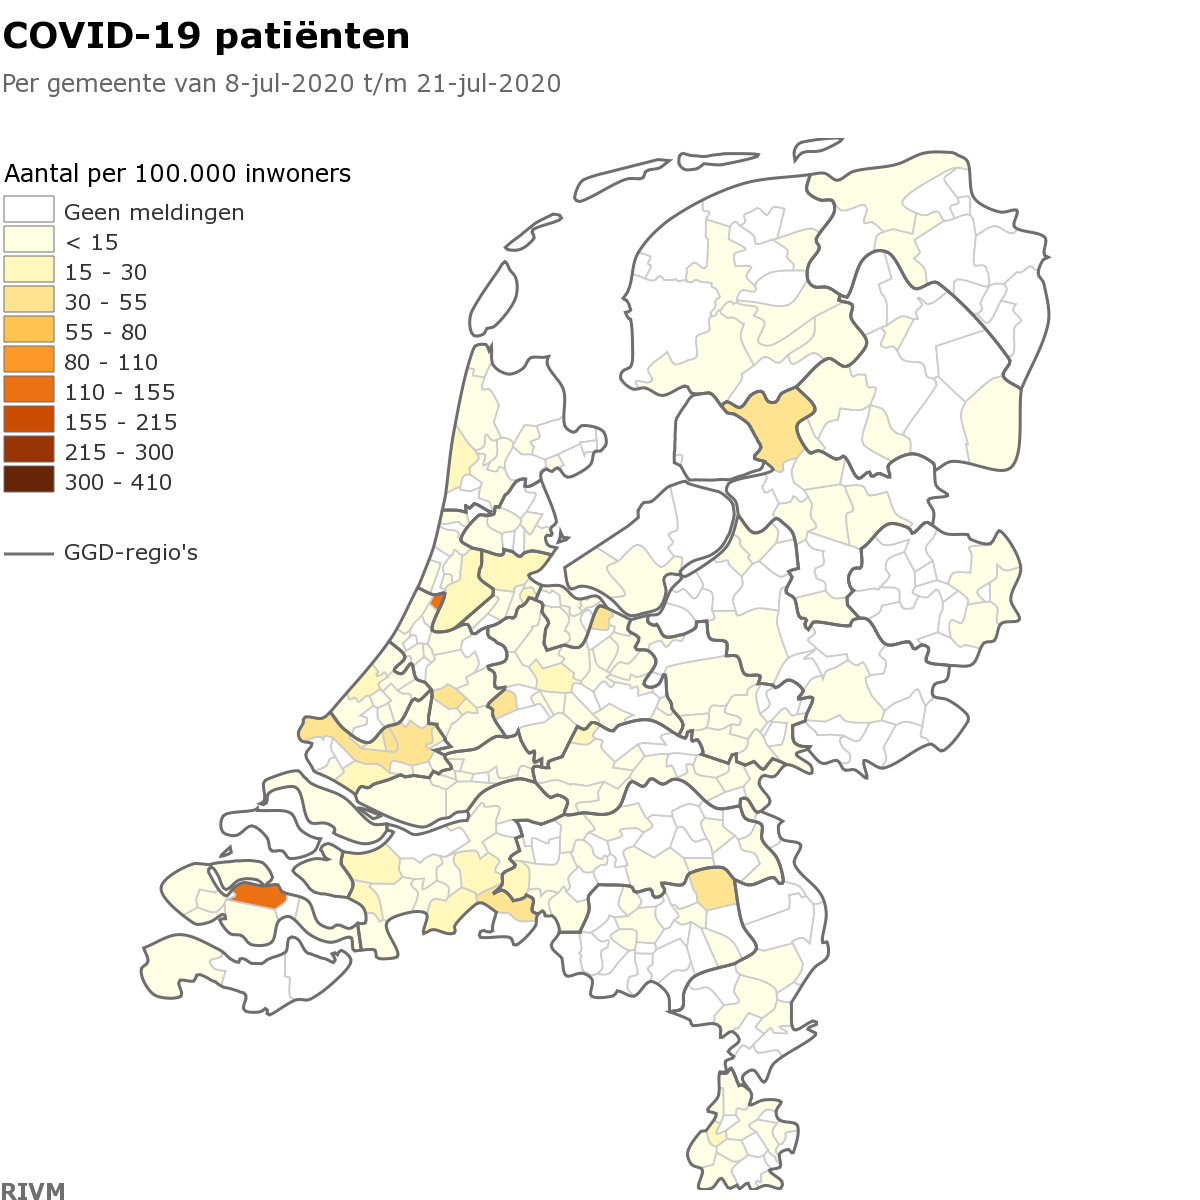 COVID-19 patiënten
Per gemeente van 8-jul-2020 t/m 21-jul-2020
Aantal per 100.000 inwoners
Geen meldingen
< 15
15 - 30
30 - 55
55 - 80
80 - 110
110 - 155
155 - 215
215 - 300
300 - 410
GGD-regio's
RIVM